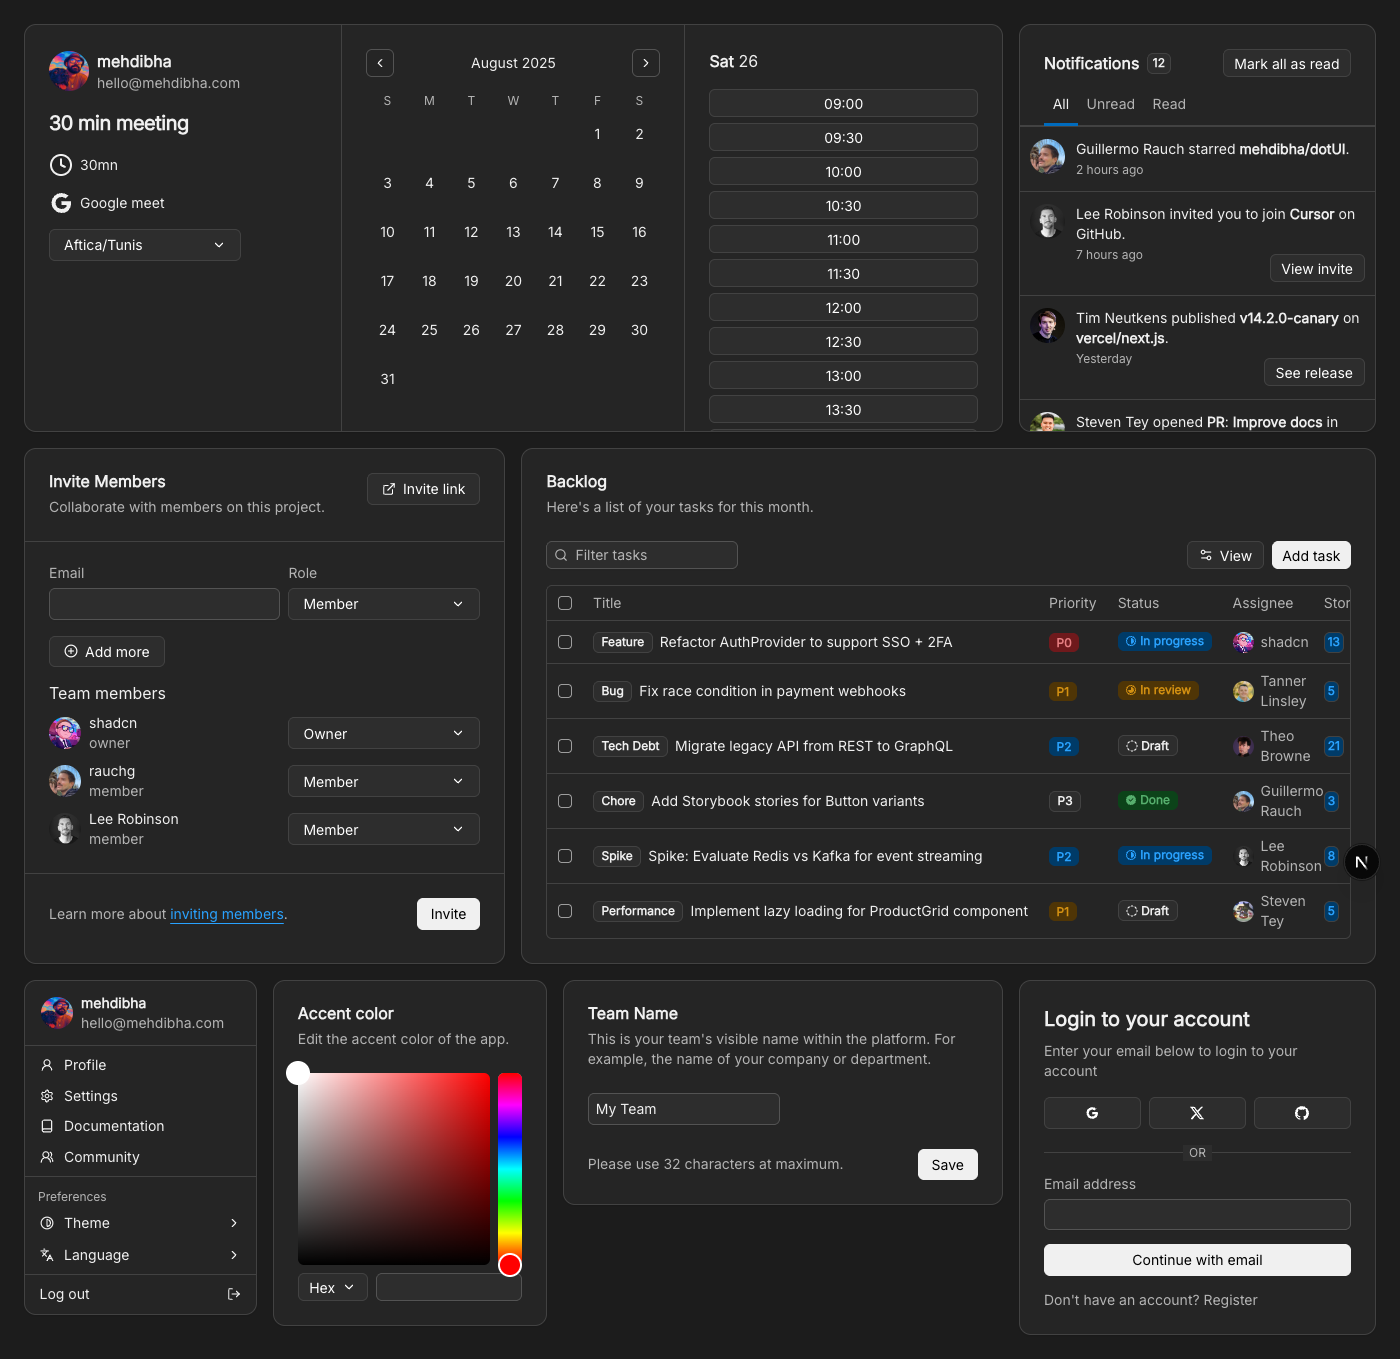 mehdibha
hello@mehdibha.com
30 min meeting
30mn
Google meet
Aftica/Tunis
August 2025
S M T W T F S
1 2
3 4 5 6 7 8 9
10 11 12 13 14 15 16
17 18 19 20 21 22 23
24 25 26 27 28 29 30
31
Sat 26
09:00
09:30
10:00
10:30
11:00
11:30
12:00
12:30
13:00
13:30
Notifications 12
Mark all as read
All Unread Read
Guillermo Rauch starred mehdibha/dotUI.
2 hours ago
Lee Robinson invited you to join Cursor on
GitHub.
7 hours ago
View invite
Tim Neutkens published v14.2.0-canary on
vercel/next.js.
Yesterday
See release
Steven Tey opened PR: Improve docs in
Invite Members
Collaborate with members on this project.
Invite link
Email Role
Member
Add more
Team members
shadcn
owner
Owner
rauchg
member
Member
Lee Robinson
member
Member
Learn more about inviting members.
Invite
Backlog
Here's a list of your tasks for this month.
Filter tasks
View
Add task
Title Priority Status Assignee Stor
Feature Refactor AuthProvider to support SSO + 2FA P0 In progress shadcn 13
Bug Fix race condition in payment webhooks P1 In review Tanner
Linsley 5
Tech Debt Migrate legacy API from REST to GraphQL P2 Draft Theo
Browne 21
Chore Add Storybook stories for Button variants P3 Done Guillermo
Rauch 3
Spike Spike: Evaluate Redis vs Kafka for event streaming P2 In progress Lee
Robinson 8
N
Performance Implement lazy loading for ProductGrid component P1 Draft Steven
Tey 5
mehdibha
hello@mehdibha.com
Profile
Settings
Documentation
Community
Preferences
Theme
Language
Log out
Accent color
Edit the accent color of the app.
Hex
Team Name
This is your team's visible name within the platform. For
example, the name of your company or department.
My Team
Please use 32 characters at maximum.
Save
Login to your account
Enter your email below to login to your
account
OR
Email address
Continue with email
Don't have an account? Register